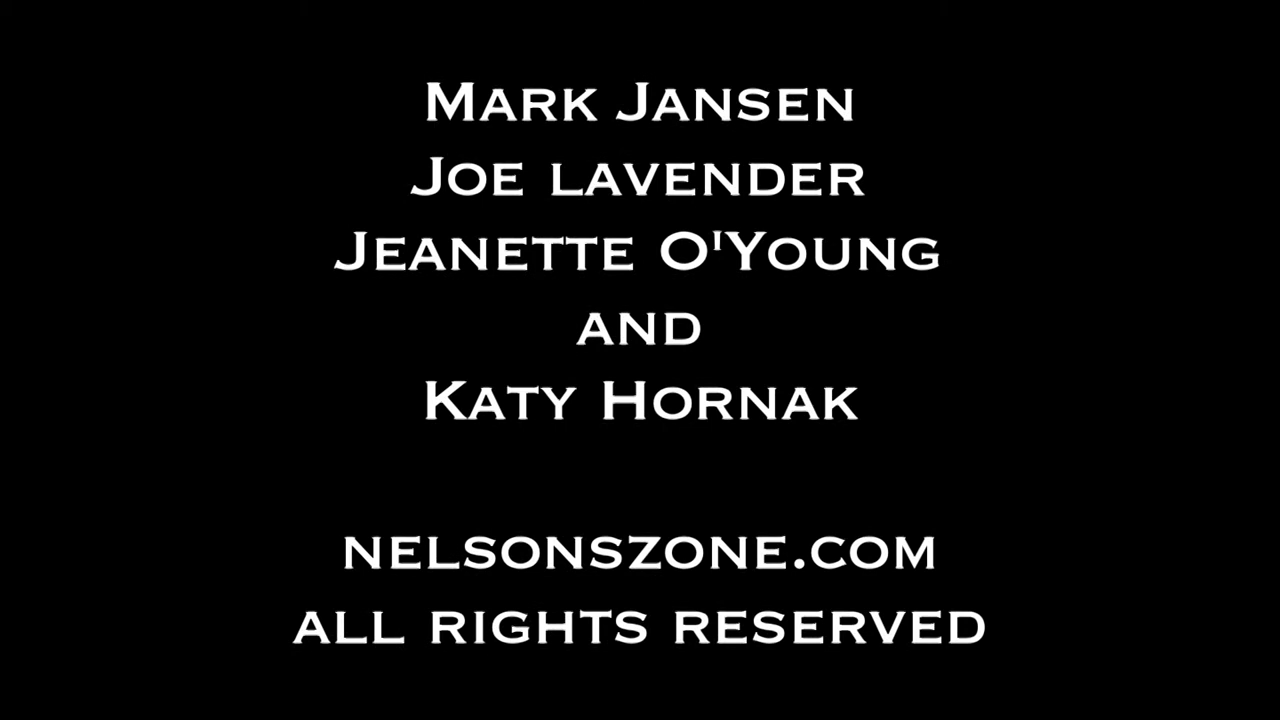 Mark Jansen
Joe lavender
Jeanette O'Young
and
Katy Hornak
nelsonszone.com
all rights reserved